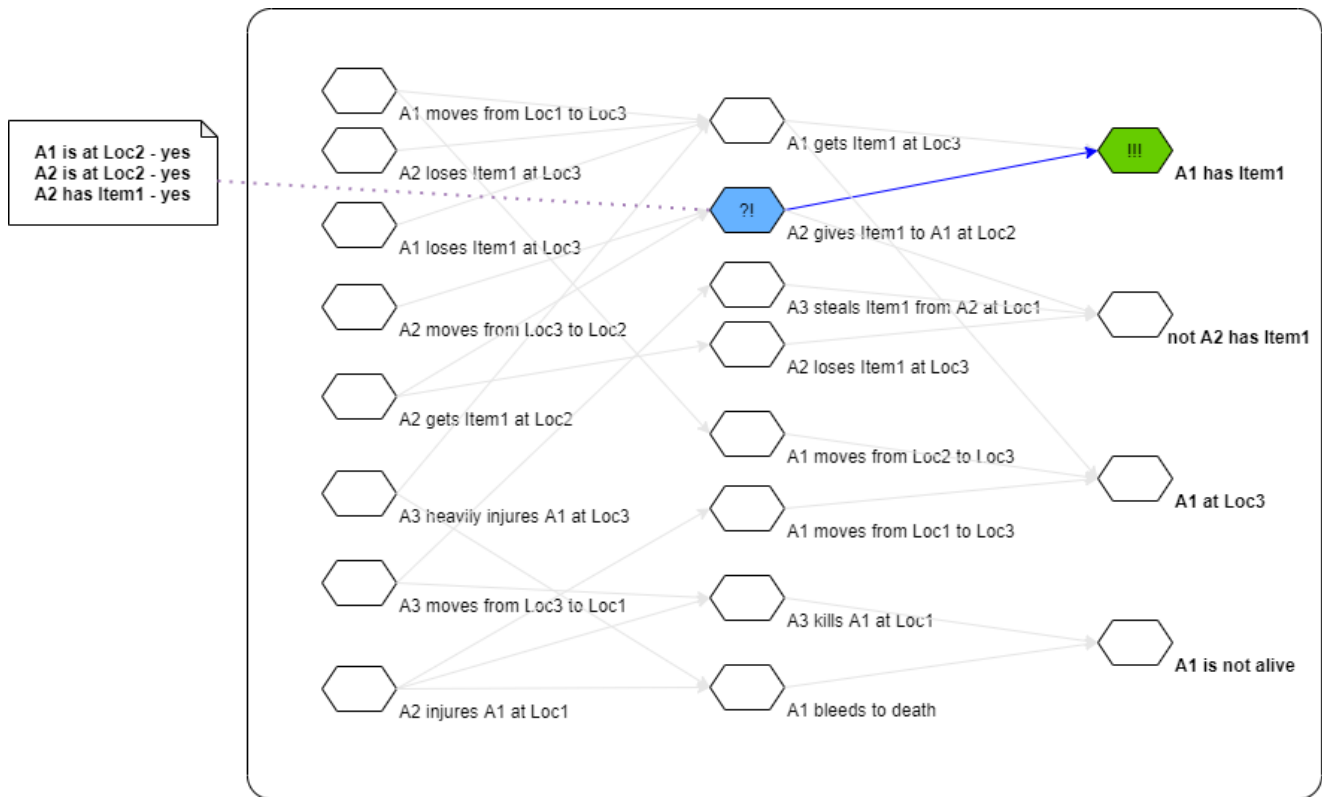 A1 is at Loc2 - yes
A2 is at Loc2 - yes
A2 has Item1 - yes
A1 moves from Loc1 to Loc3
A2 loses Item1 at Loc3
A1 loses Item1 at Loc3
A2 moves from Loc3 to Loc2
A2 gets Item1 at Loc2
A3 heavily injures A1 at Loc3
A3 moves from Loc3 to Loc1
A2 injures A1 at Loc1
A1 gets Item1 at Loc3
?!
A2 gives Item1 to A1 at Loc2
A3 steals Item1 from A2 at Loc1
A2 loses Item1 at Loc3
A1 moves from Loc2 to Loc3
A1 moves from Loc1 to Loc3
A3 kills A1 at Loc1
A1 bleeds to death
!!!
A1 has Item1
not A2 has Item1
A1 at Loc3
A1 is not alive